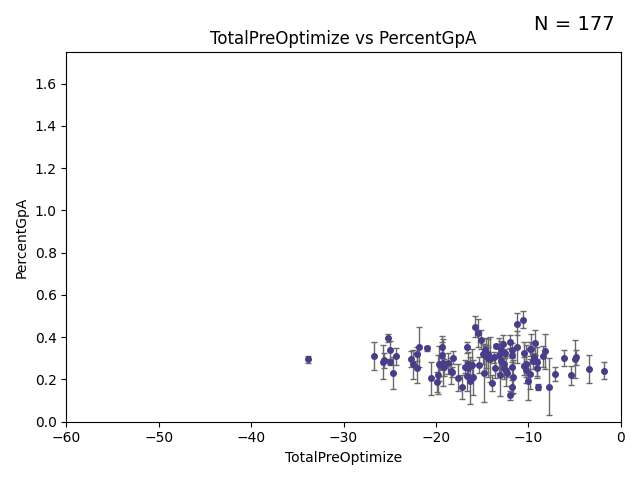 N = 177
TotalPreOptimize vs PercentGpA
1.6
1.4
1.2
1.0
0.8
0.6
0.4
0.2
0.0
PercentGpA
−60 −50 −40 −30 −20 −10 0
TotalPreOptimize